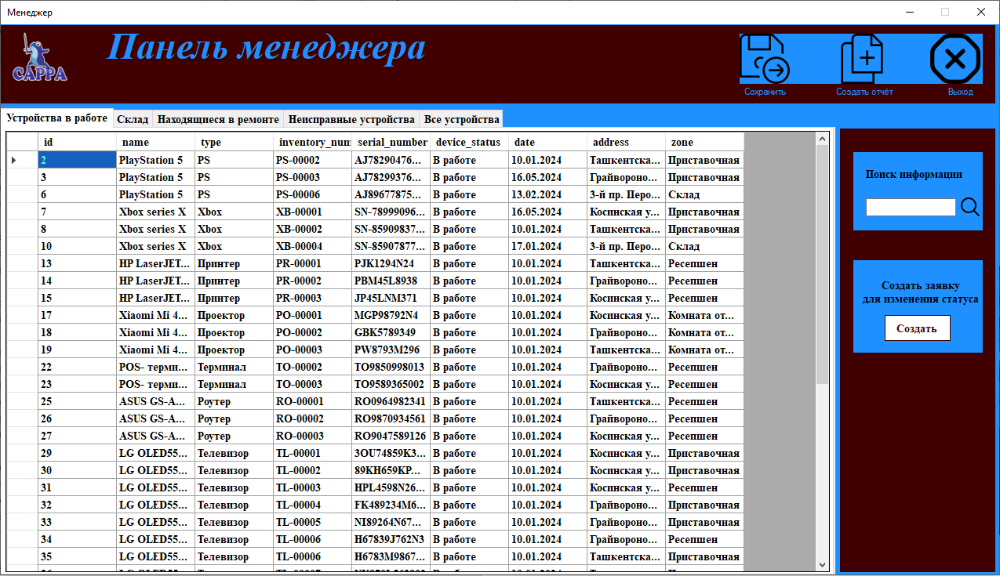 Менеджер
CAPPA
Панель менеджера
Сохранить Создать отчёт Выход
Устройства в работе Склад Находящиеся в ремонте Неисправные устройства Все устройства
id name type inventory_num serial_number device_status date address zone
2 PlayStation 5 PS PS-00002 AJ78290476... В работе 10.01.2024 Ташкентска... Приставочная
3 PlayStation 5 PS PS-00003 AJ78299376... В работе 16.05.2024 Грайвороно... Приставочная
6 PlayStation 5 PS PS-00006 AJ89677875... В работе 13.02.2024 3-й пр. Перо... Склад
7 Xbox series X Xbox XB-00001 SN-78999096... В работе 16.05.2024 Косинская у... Приставочная
8 Xbox series X Xbox XB-00002 SN-85909837... В работе 10.01.2024 Ташкентска... Приставочная
10 Xbox series X Xbox XB-00004 SN-85907877... В работе 17.01.2024 3-й пр. Перо... Склад
13 HP LaserJET... Принтер PR-00001 PJK1294N24 В работе 10.01.2024 Ташкентска... Ресепшен
14 HP LaserJET... Принтер PR-00002 PBM45L8938 В работе 10.01.2024 Грайвороно... Ресепшен
15 HP LaserJET... Принтер PR-00003 JP45LNM371 В работе 10.01.2024 Косинская у... Ресепшен
17 Xiaomi Mi 4... Проектор PO-00001 MGP98792N4 В работе 10.01.2024 Косинская у... Комната от...
18 Xiaomi Mi 4... Проектор PO-00002 GBK5789349 В работе 10.01.2024 Грайвороно... Комната от...
19 Xiaomi Mi 4... Проектор PO-00003 PW8793M296 В работе 10.01.2024 Ташкентска... Комната от...
22 POS- терми... Терминал TO-00002 TO9850998013 В работе 10.01.2024 Грайвороно... Ресепшен
23 POS- терми... Терминал TO-00003 TO9589365002 В работе 10.01.2024 Косинская у... Ресепшен
25 ASUS GS-A... Роутер RO-00001 RO0964982341 В работе 10.01.2024 Ташкентска... Ресепшен
26 ASUS GS-A... Роутер RO-00002 RO9870934561 В работе 10.01.2024 Грайвороно... Ресепшен
27 ASUS GS-A... Роутер RO-00003 RO9047589126 В работе 10.01.2024 Косинская у... Ресепшен
29 LG OLED55... Телевизор TL-00001 3OU74859K3... В работе 10.01.2024 Косинская у... Приставочная
30 LG OLED55... Телевизор TL-00002 89KH659KP... В работе 10.01.2024 Косинская у... Приставочная
31 LG OLED55... Телевизор TL-00003 HPL4598N26... В работе 10.01.2024 Косинская у... Ресепшен
32 LG OLED55... Телевизор TL-00004 FK489234M6... В работе 10.01.2024 Грайвороно... Приставочная
33 LG OLED55... Телевизор TL-00005 NI89264N67... В работе 10.01.2024 Грайвороно... Приставочная
34 LG OLED55... Телевизор TL-00006 H67839J762N3 В работе 10.01.2024 Грайвороно... Ресепшен
35 LG OLED55... Телевизор TL-00006 H6783M9867... В работе 10.01.2024 Ташкентска... Приставочная
Поиск информации
Создать заявку
для изменения статуса
Создать